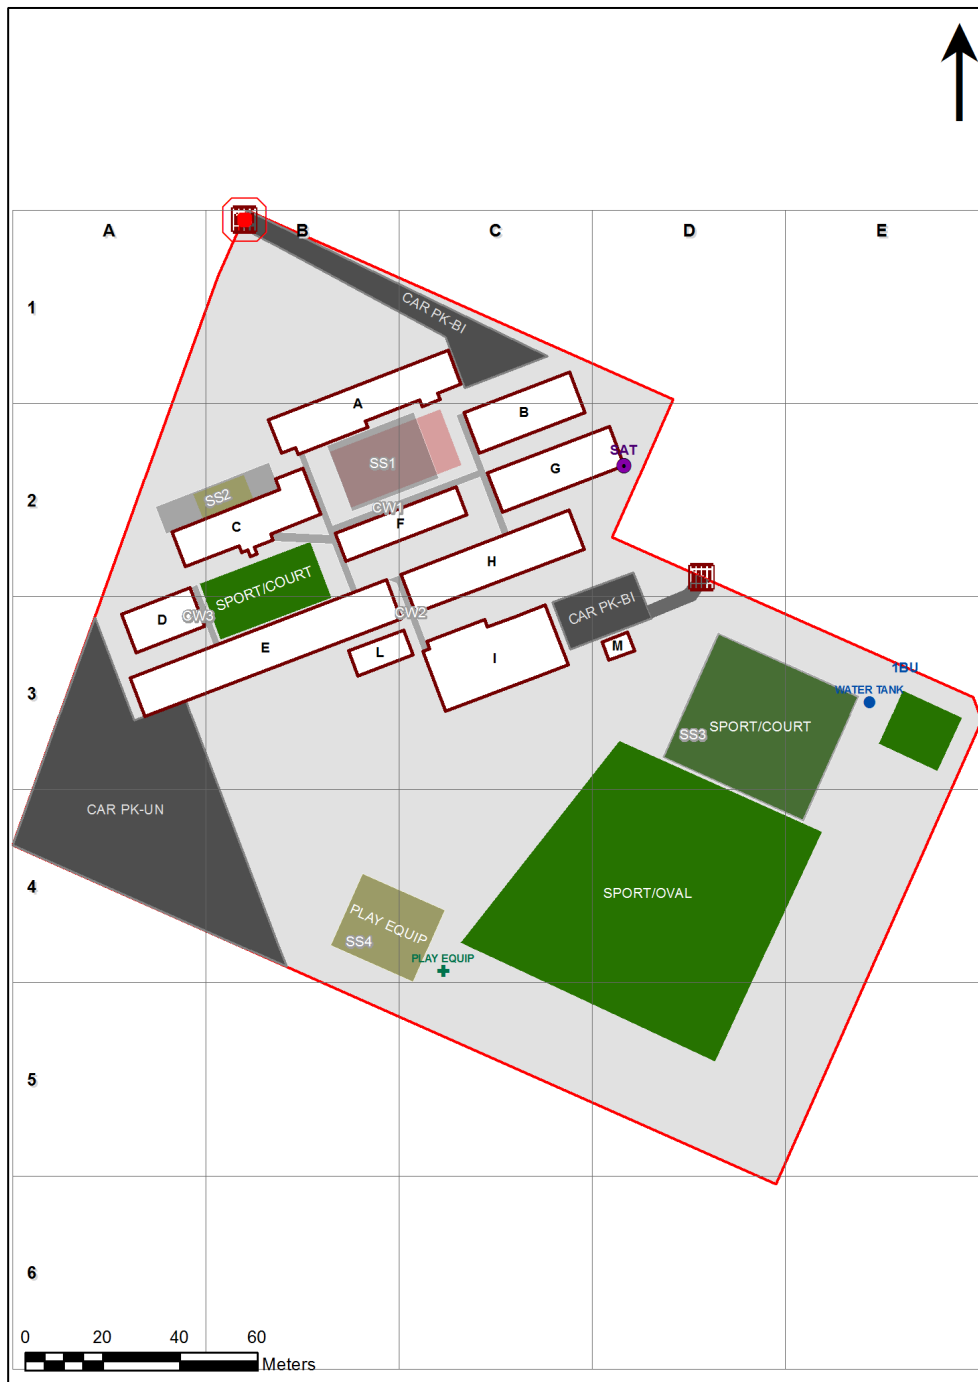 A
B
C
D
E
1
CAR PK-BI
A
B
SAT
SS1
G
2
SS2
CW1
F
C
H
SPORT/COURT
CAR PK-BI
CW3
D
CW2
E
L
M
I
1BU
WATER TANK
3
SPORT/COURT
SS3
CAR PK-UN
4
SPORT/OVAL
PLAY EQUIP
SS4
PLAY EQUIP
5
6
0 20 40 60
Meters